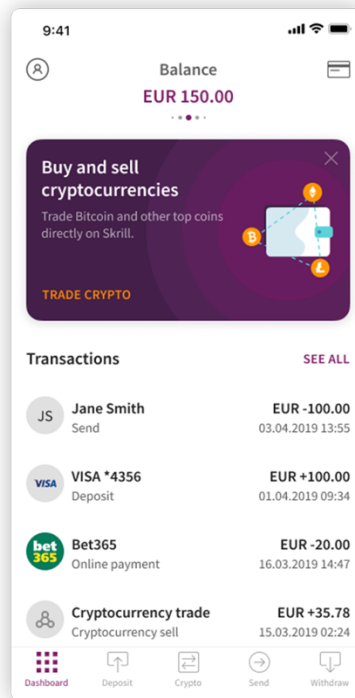 9:41
Balance
EUR 150.00
Buy and sell
cryptocurrencies
Trade Bitcoin and other top coins
directly on Skrill.
TRADE CRYPTO
Transactions SEE ALL
JS Jane Smith EUR -100.00
Send 03.04.2019 13:55
VISA VISA *4356 EUR +100.00
Deposit 01.04.2019 09:34
bet365 Bet365 EUR -20.00
Online payment 16.03.2019 14:47
Cryptocurrency trade EUR +35.78
Cryptocurrency sell 15.03.2019 02:24
Dashboard Deposit Crypto Send Withdraw